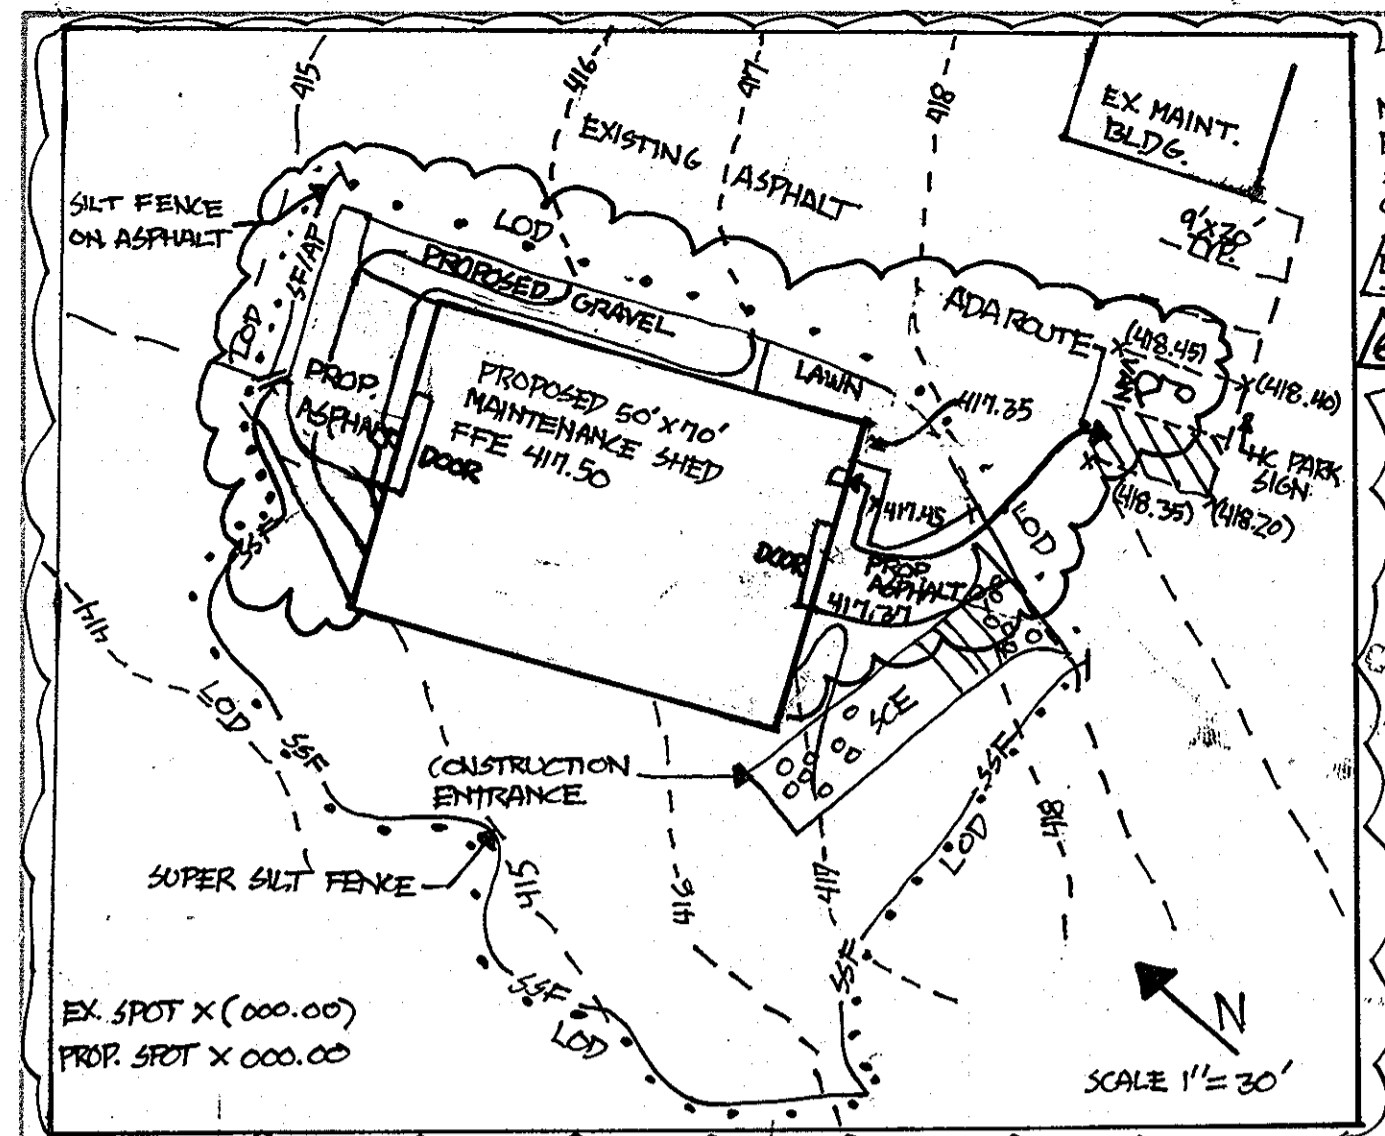 415
416
417
418
EX. MAINT.
BLDG.
EXISTING ASPHALT
SILT FENCE
ON ASPHALT
LOD
9'X20'
TYP.
SF/AP
LOD
PROPOSED GRAVEL
ADA ROUTE
(418.45)
VAN
(418.40)
LAWN
417.35
PROP.
ASPHALT
DOOR
PROPOSED 50'X70'
MAINTENANCE SHED
FFE 417.50
HC PARK
SIGN
(418.35)
(418.20)
417.45
LOD
DOOR
PROP
ASPHALT
417.37
SSF
414
LOD
SSF
SCE
CONSTRUCTION
ENTRANCE
SSF
LOD
418
SUPER SILT FENCE
415
416
417
SSF
SSF
LOD
EX. SPOT X (000.00)
PROP. SPOT X 000.00
N
SCALE 1"=30'